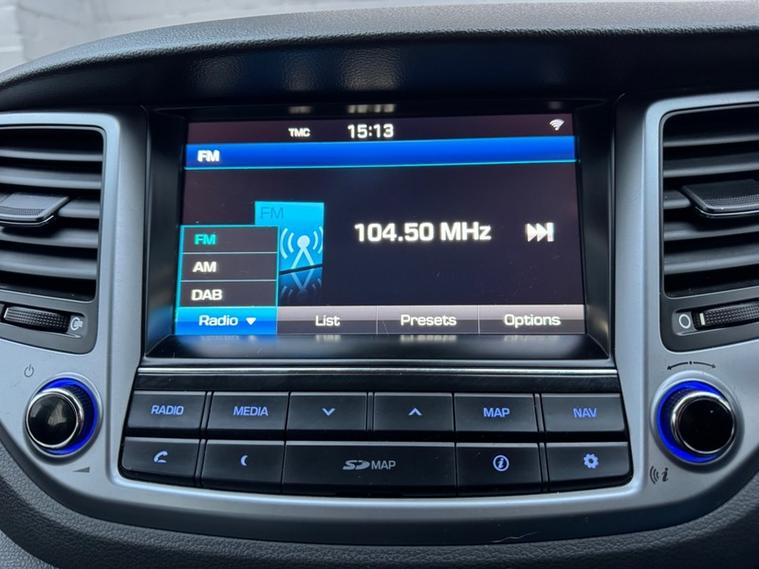 TMC 15:13
FM
FM
104.50 MHz
FM
AM
DAB
Radio List Presets Options
RADIO MEDIA MAP NAV
SD MAP
i
i